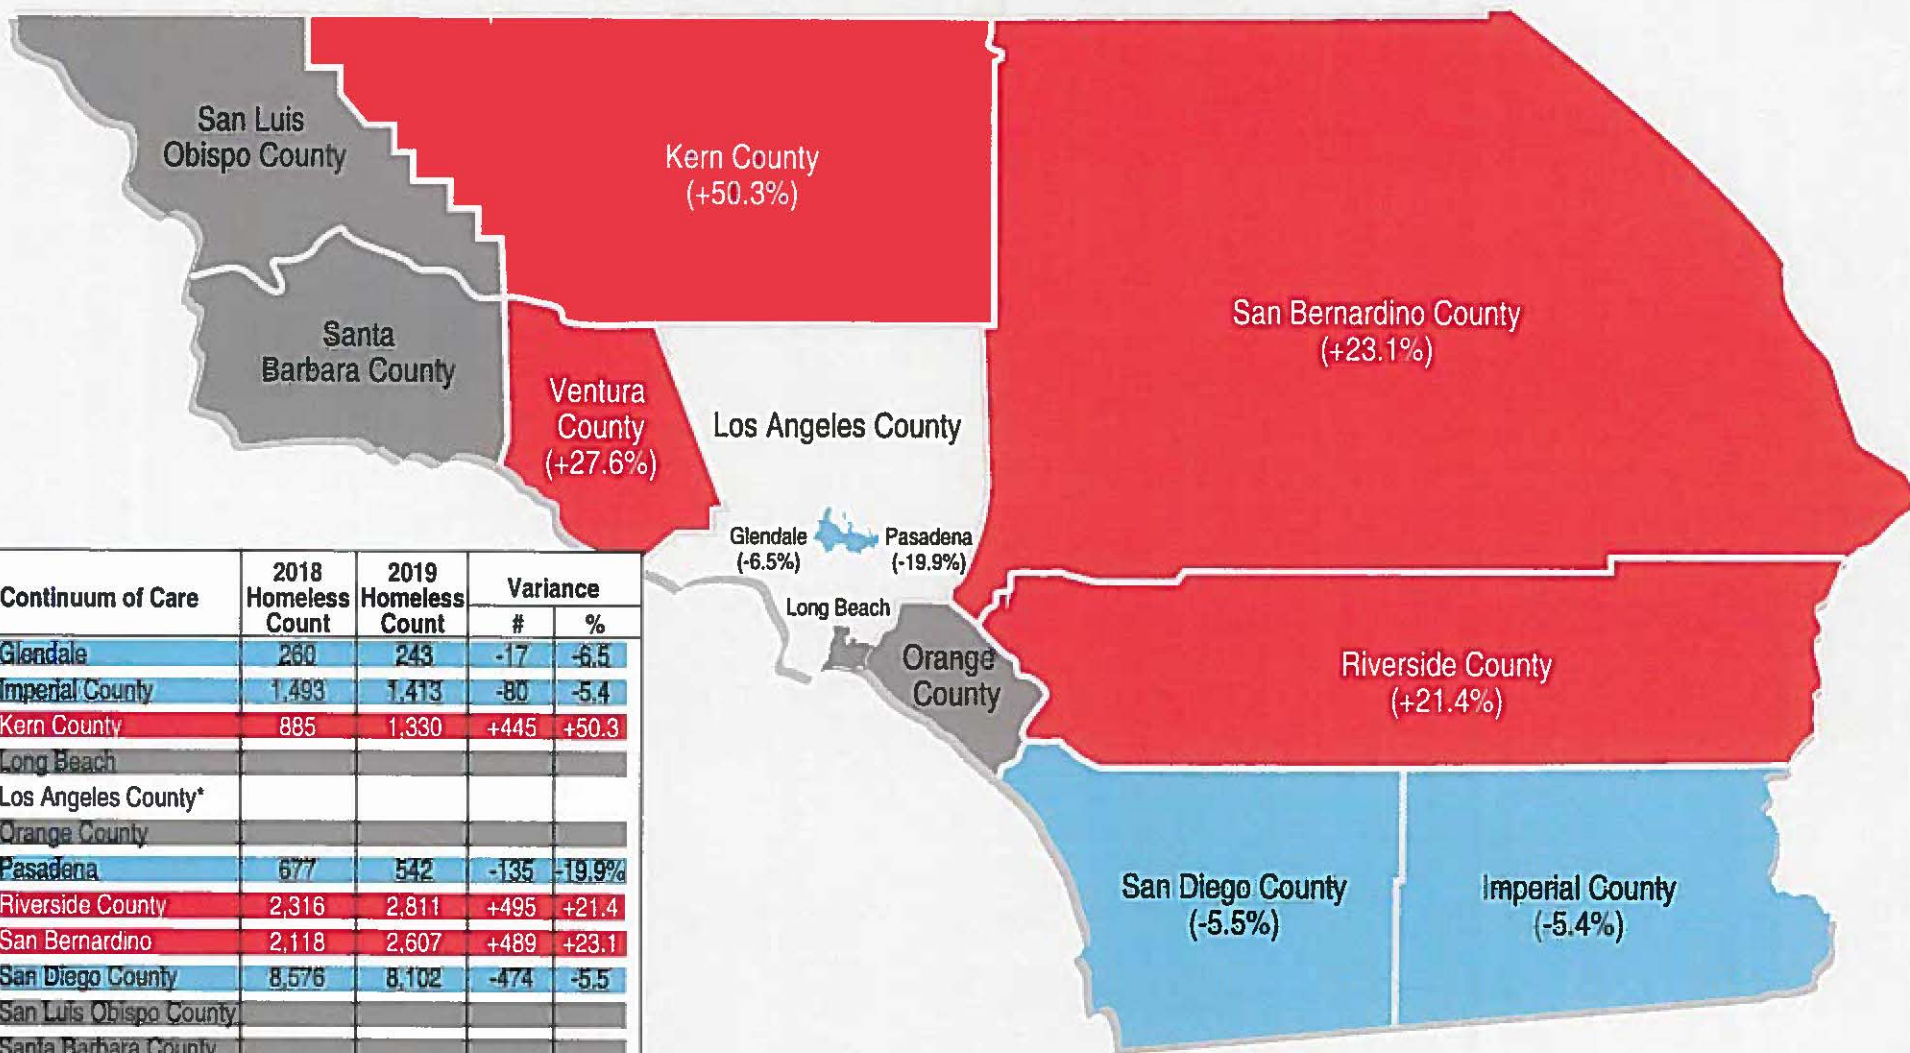 San Luis
Obispo County
Kern County
(+50.3%)
San Bernardino County
(+23.1%)
Santa
Barbara County
Ventura
County
(+27.6%)
Los Angeles County
Glendale
(-6.5%)
Pasadena
(-19.9%)
Long Beach
Orange
County
Riverside County
(+21.4%)
San Diego County
(-5.5%)
Imperial County
(-5.4%)
Continuum of Care 2018 Homeless Count 2019 Homeless Count Variance # %
Glendale 260 243 -17 -6.5
Imperial County 1,493 1,413 -80 -5.4
Kern County 885 1,330 +445 +50.3
Long Beach
Los Angeles County*
Orange County
Pasadena 677 542 -135 -19.9%
Riverside County 2,316 2,811 +495 +21.4
San Bernardino 2,118 2,607 +489 +23.1
San Diego County 8,576 8,102 -474 -5.5
San Luis Obispo County
Santa Barbara County